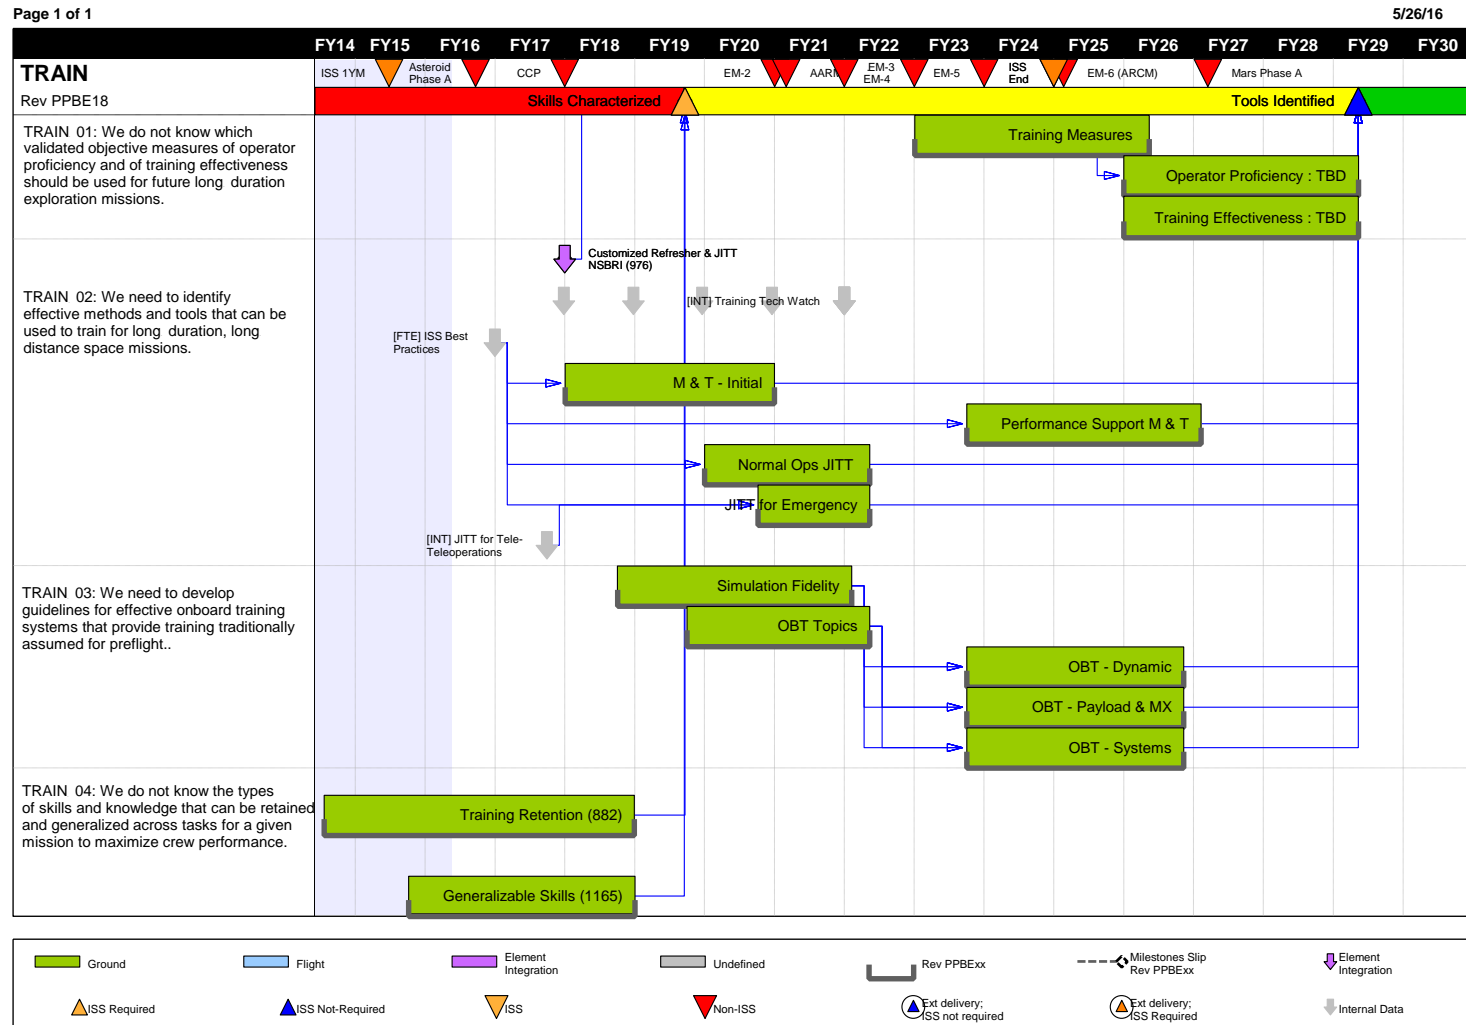 Page 1 of 1
5/26/16
FY14 FY15 FY16 FY17 FY18 FY19 FY20 FY21 FY22 FY23 FY24 FY25 FY26 FY27 FY28 FY29 FY30
TRAIN
Rev PPBE18
ISS 1YM
Asteroid
Phase A
CCP
EM-2
AARM
EM-3
EM-4
EM-5
ISS
End
EM-6 (ARCM)
Mars Phase A
Skills Characterized
Tools Identified
TRAIN 01: We do not know which
validated objective measures of operator
proficiency and of training effectiveness
should be used for future long duration
exploration missions.
Training Measures
Operator Proficiency : TBD
Training Effectiveness : TBD
TRAIN 02: We need to identify
effective methods and tools that can be
used to train for long duration, long
distance space missions.
Customized Refresher & JITT
NSBRI (976)
[INT] Training Tech Watch
[FTE] ISS Best
Practices
M & T - Initial
Performance Support M & T
Normal Ops JITT
JITT for Emergency
[INT] JITT for Tele-
Teleoperations
TRAIN 03: We need to develop
guidelines for effective onboard training
systems that provide training traditionally
assumed for preflight..
Simulation Fidelity
OBT Topics
OBT - Dynamic
OBT - Payload & MX
OBT - Systems
TRAIN 04: We do not know the types
of skills and knowledge that can be retained
and generalized across tasks for a given
mission to maximize crew performance.
Training Retention (882)
Generalizable Skills (1165)
Ground
Flight
Element
Integration
Undefined
Rev PPBExx
Milestones Slip
Rev PPBExx
Element
Integration
ISS Required
ISS Not-Required
ISS
Non-ISS
Ext delivery;
ISS not required
Ext delivery;
ISS Required
Internal Data